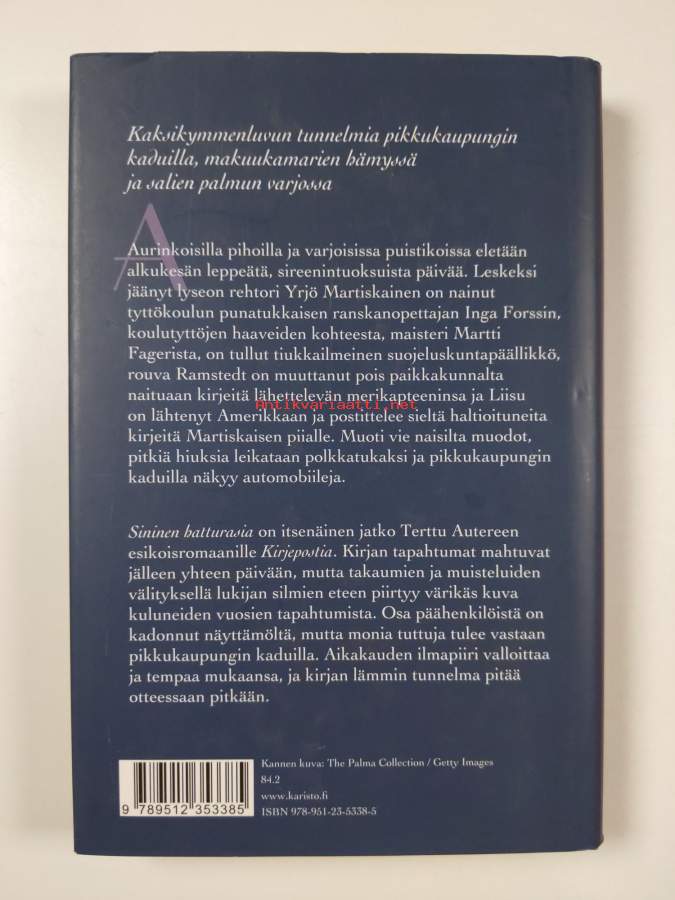 Kaksikymmenluvun tunnelmia pikkukaupungin
kaduilla, makuukamarien hämyssä
ja salien palmun varjossa
Aurinkoisilla pihoilla ja varjoisissa puistikoissa eletään
alkukesän leppeätä, sireenintuoksuista päivää. Leskeksi
jäänyt lyseon rehtori Yrjö Martiskainen on nainut
tyttökoulun punatukkaisen ranskanopettajan Inga Forssin,
koulutyttöjen haaveiden kohteesta, maisteri Martti
Fagerista, on tullut tiukkailmeinen suojeluskuntapäällikkö,
rouva Ramstedt on muuttanut pois paikkakunnalta
naituaan kirjeitä lähettelevän merikapteeninsa ja Liisu
on lähtenyt Amerikkaan ja postittelee sieltä haltioituneita
kirjeitä Martiskaisen piialle. Muoti vie naisilta muodot,
pitkiä hiuksia leikataan polkkatukaksi ja pikkukaupungin
kaduilla näkyy automobiileja.
Antikvariaatti.net
Sininen hatturasia on itsenäinen jatko Terttu Autereen
esikoisromaanille Kirjepostia. Kirjan tapahtumat mahtuvat
jälleen yhteen päivään, mutta takaumien ja muisteluiden
välityksellä lukijan silmien eteen piirtyy värikäs kuva
kuluneiden vuosien tapahtumista. Osa päähenkilöistä on
kadonnut näyttämöltä, mutta monia tuttuja tulee vastaan
pikkukaupungin kaduilla. Aikakauden ilmapiiri valloittaa
ja tempaa mukaansa, ja kirjan lämmin tunnelma pitää
otteessaan pitkään.
Kannen kuva: The Palma Collection / Getty Images
84.2
www.karisto.fi
ISBN 978-951-23-5338-5
9 789512 353385